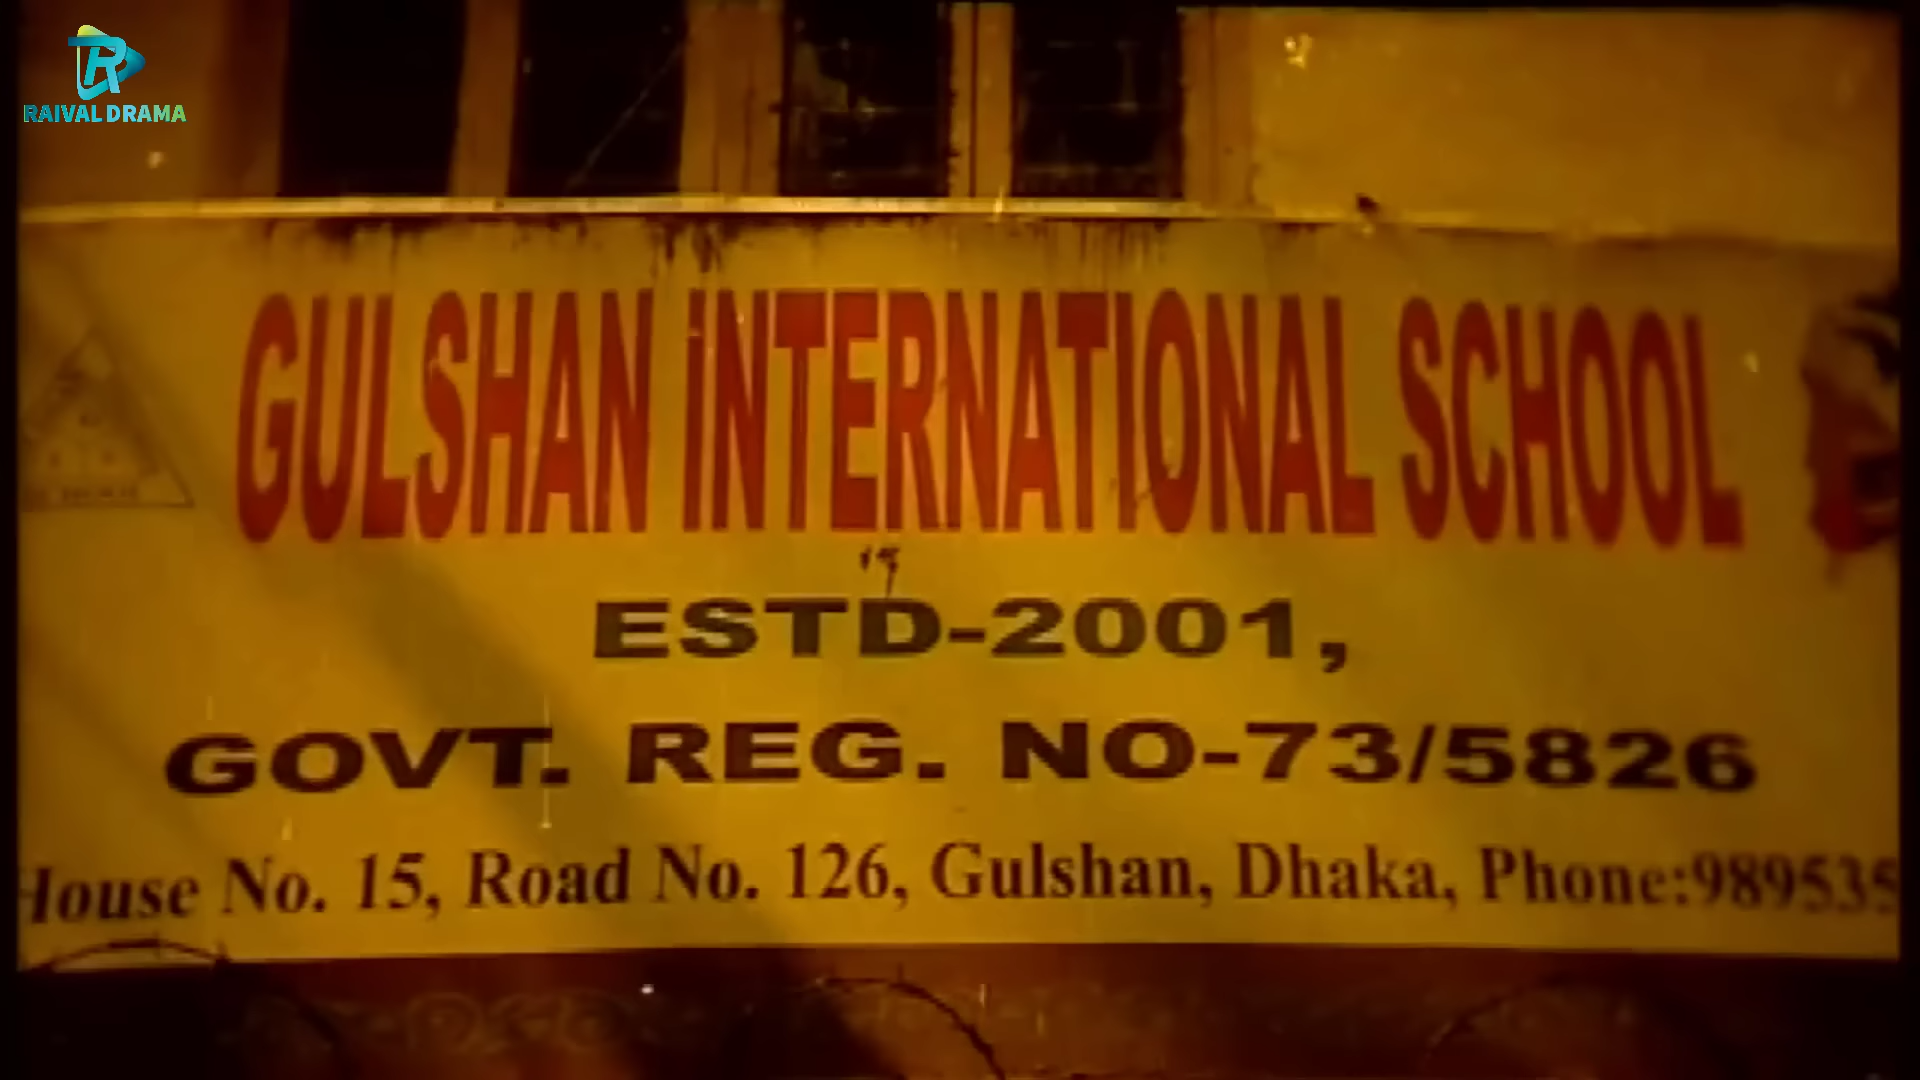 RAIVAL DRAMA
GULSHAN INTERNATIONAL SCHOOL
ESTD-2001,
GOVT. REG. NO-73/5826
House No. 15, Road No. 126, Gulshan, Dhaka, Phone:989535